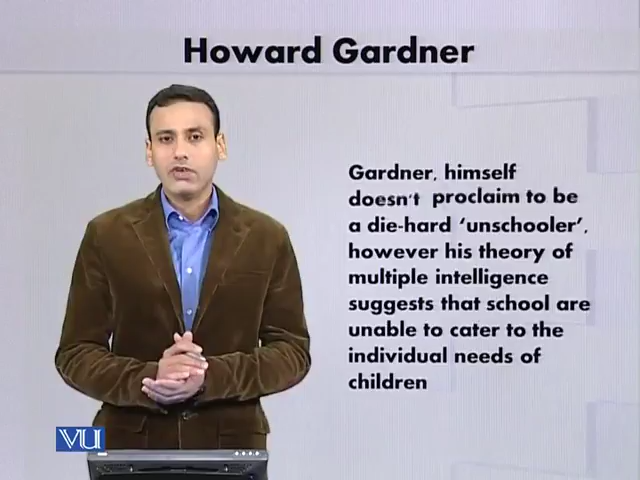 Howard Gardner
Gardner, himself
doesn't proclaim to be
a die-hard 'unschooler',
however his theory of
multiple intelligence
suggests that school are
unable to cater to the
individual needs of
children
VU